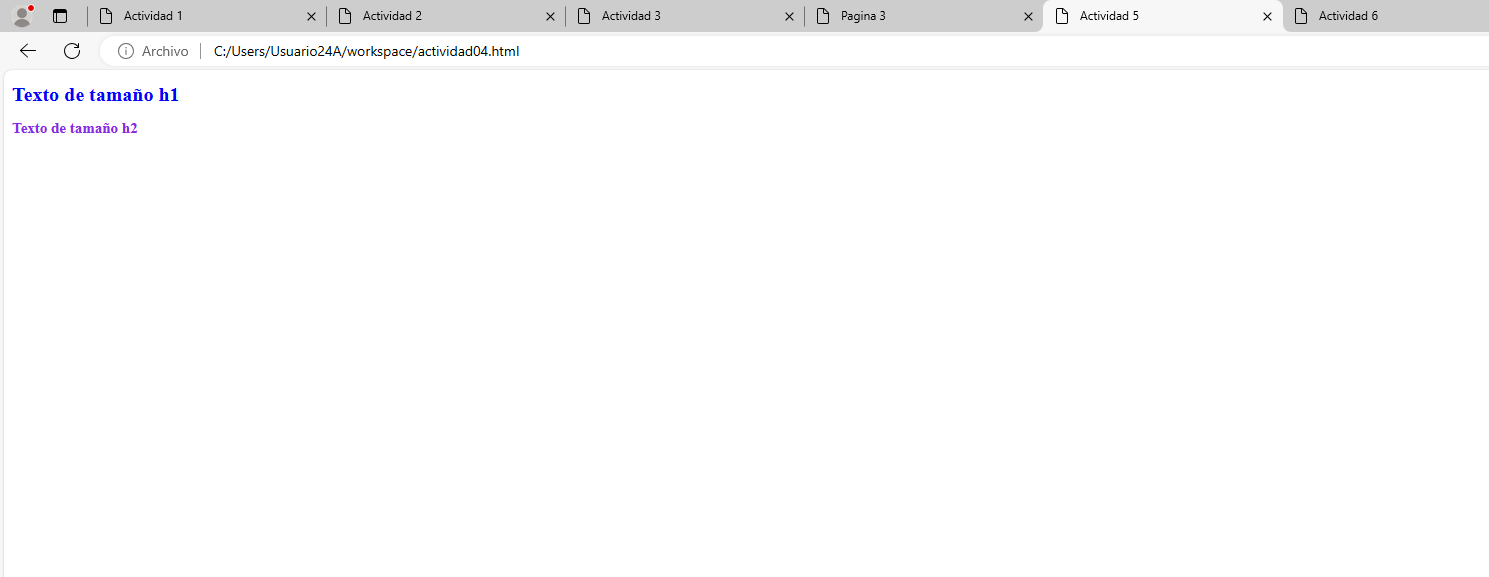 Actividad 1
Actividad 2
Actividad 3
Pagina 3
Actividad 5
Actividad 6
Archivo
C:/Users/Usuario24A/workspace/actividad04.html
Texto de tamaño h1
Texto de tamaño h2